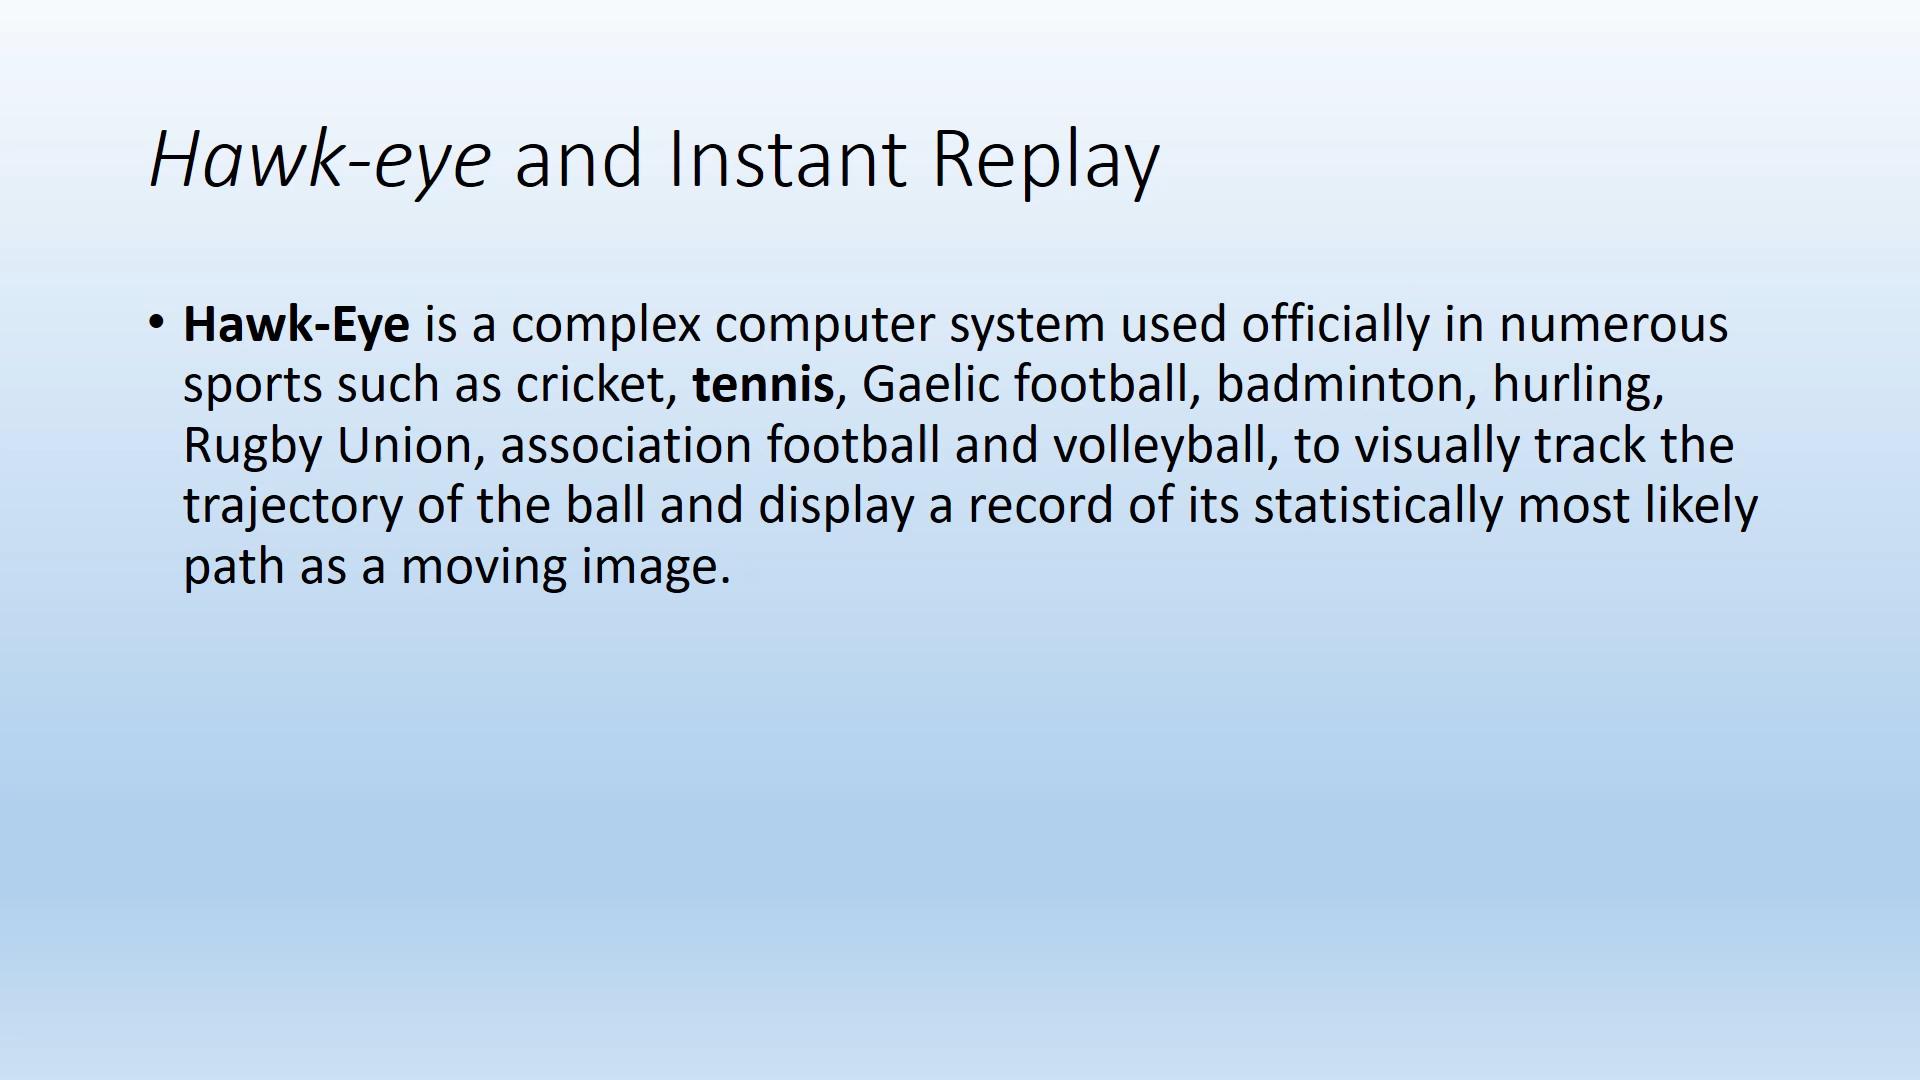 Hawk-eye and Instant Replay
• Hawk-Eye is a complex computer system used officially in numerous
sports such as cricket, tennis, Gaelic football, badminton, hurling,
Rugby Union, association football and volleyball, to visually track the
trajectory of the ball and display a record of its statistically most likely
path as a moving image.